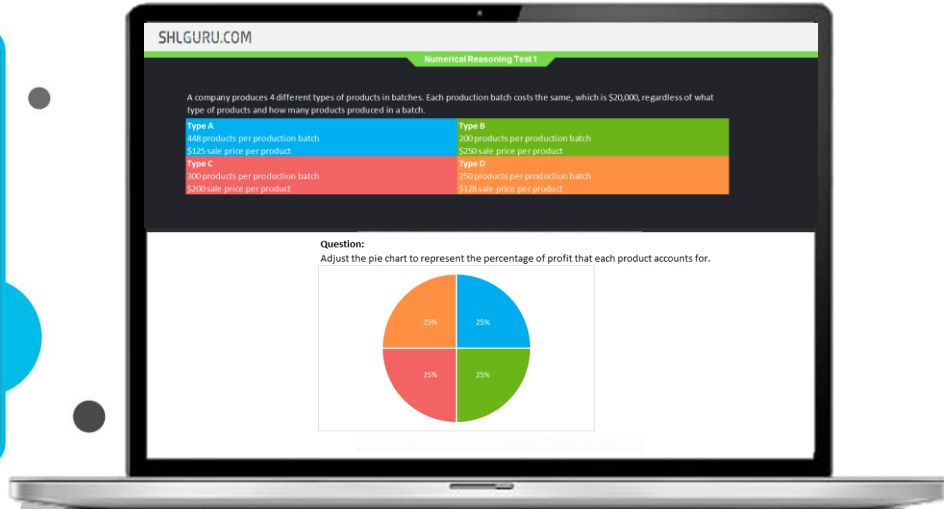 SHLGURU.COM
Numerical Reasoning Test 1
A company produces 4 different types of products in batches. Each production batch costs the same, which is $20,000, regardless of what
type of products and how many products produced in a batch.
Type A
448 products per production batch
$125 sale price per product
Type B
200 products per production batch
$250 sale price per product
Type C
300 products per production batch
$200 sale price per product
Type D
250 products per production batch
$128 sale price per product
Question:
Adjust the pie chart to represent the percentage of profit that each product accounts for.
25%
25%
25%
25%